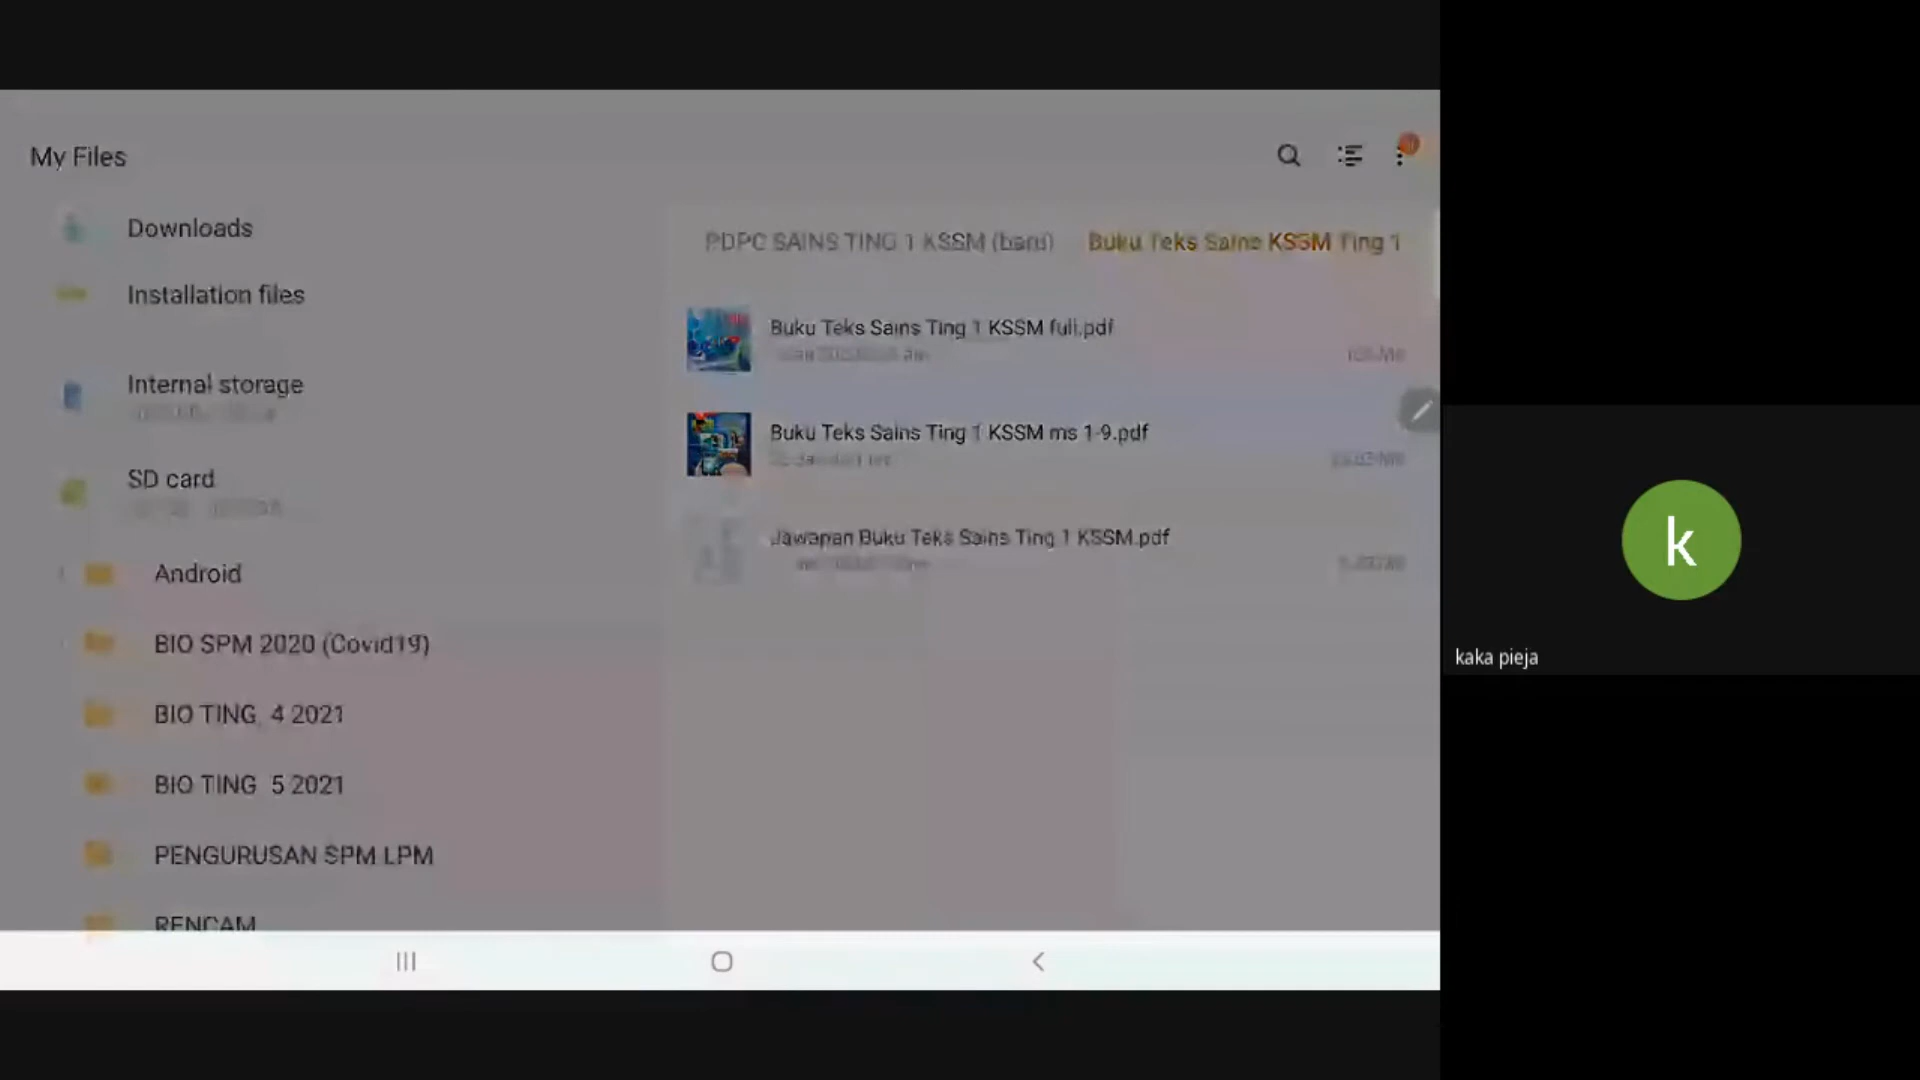 My Files
Downloads
Installation files
Internal storage
SD card
Android
BIO SPM 2020 (Covid19)
BIO TING 4 2021
BIO TING 5 2021
PENGURUSAN SPM LPM
RENCAM
PDPC SAINS TING 1 KSSM (baru)
Buku Teks Sains KSSM Ting 1
Buku Teks Sains Ting 1 KSSM full.pdf
Buku Teks Sains Ting 1 KSSM ms 1-9.pdf
Jawapan Buku Teks Sains Ting 1 KSSM.pdf
k
kaka pieja